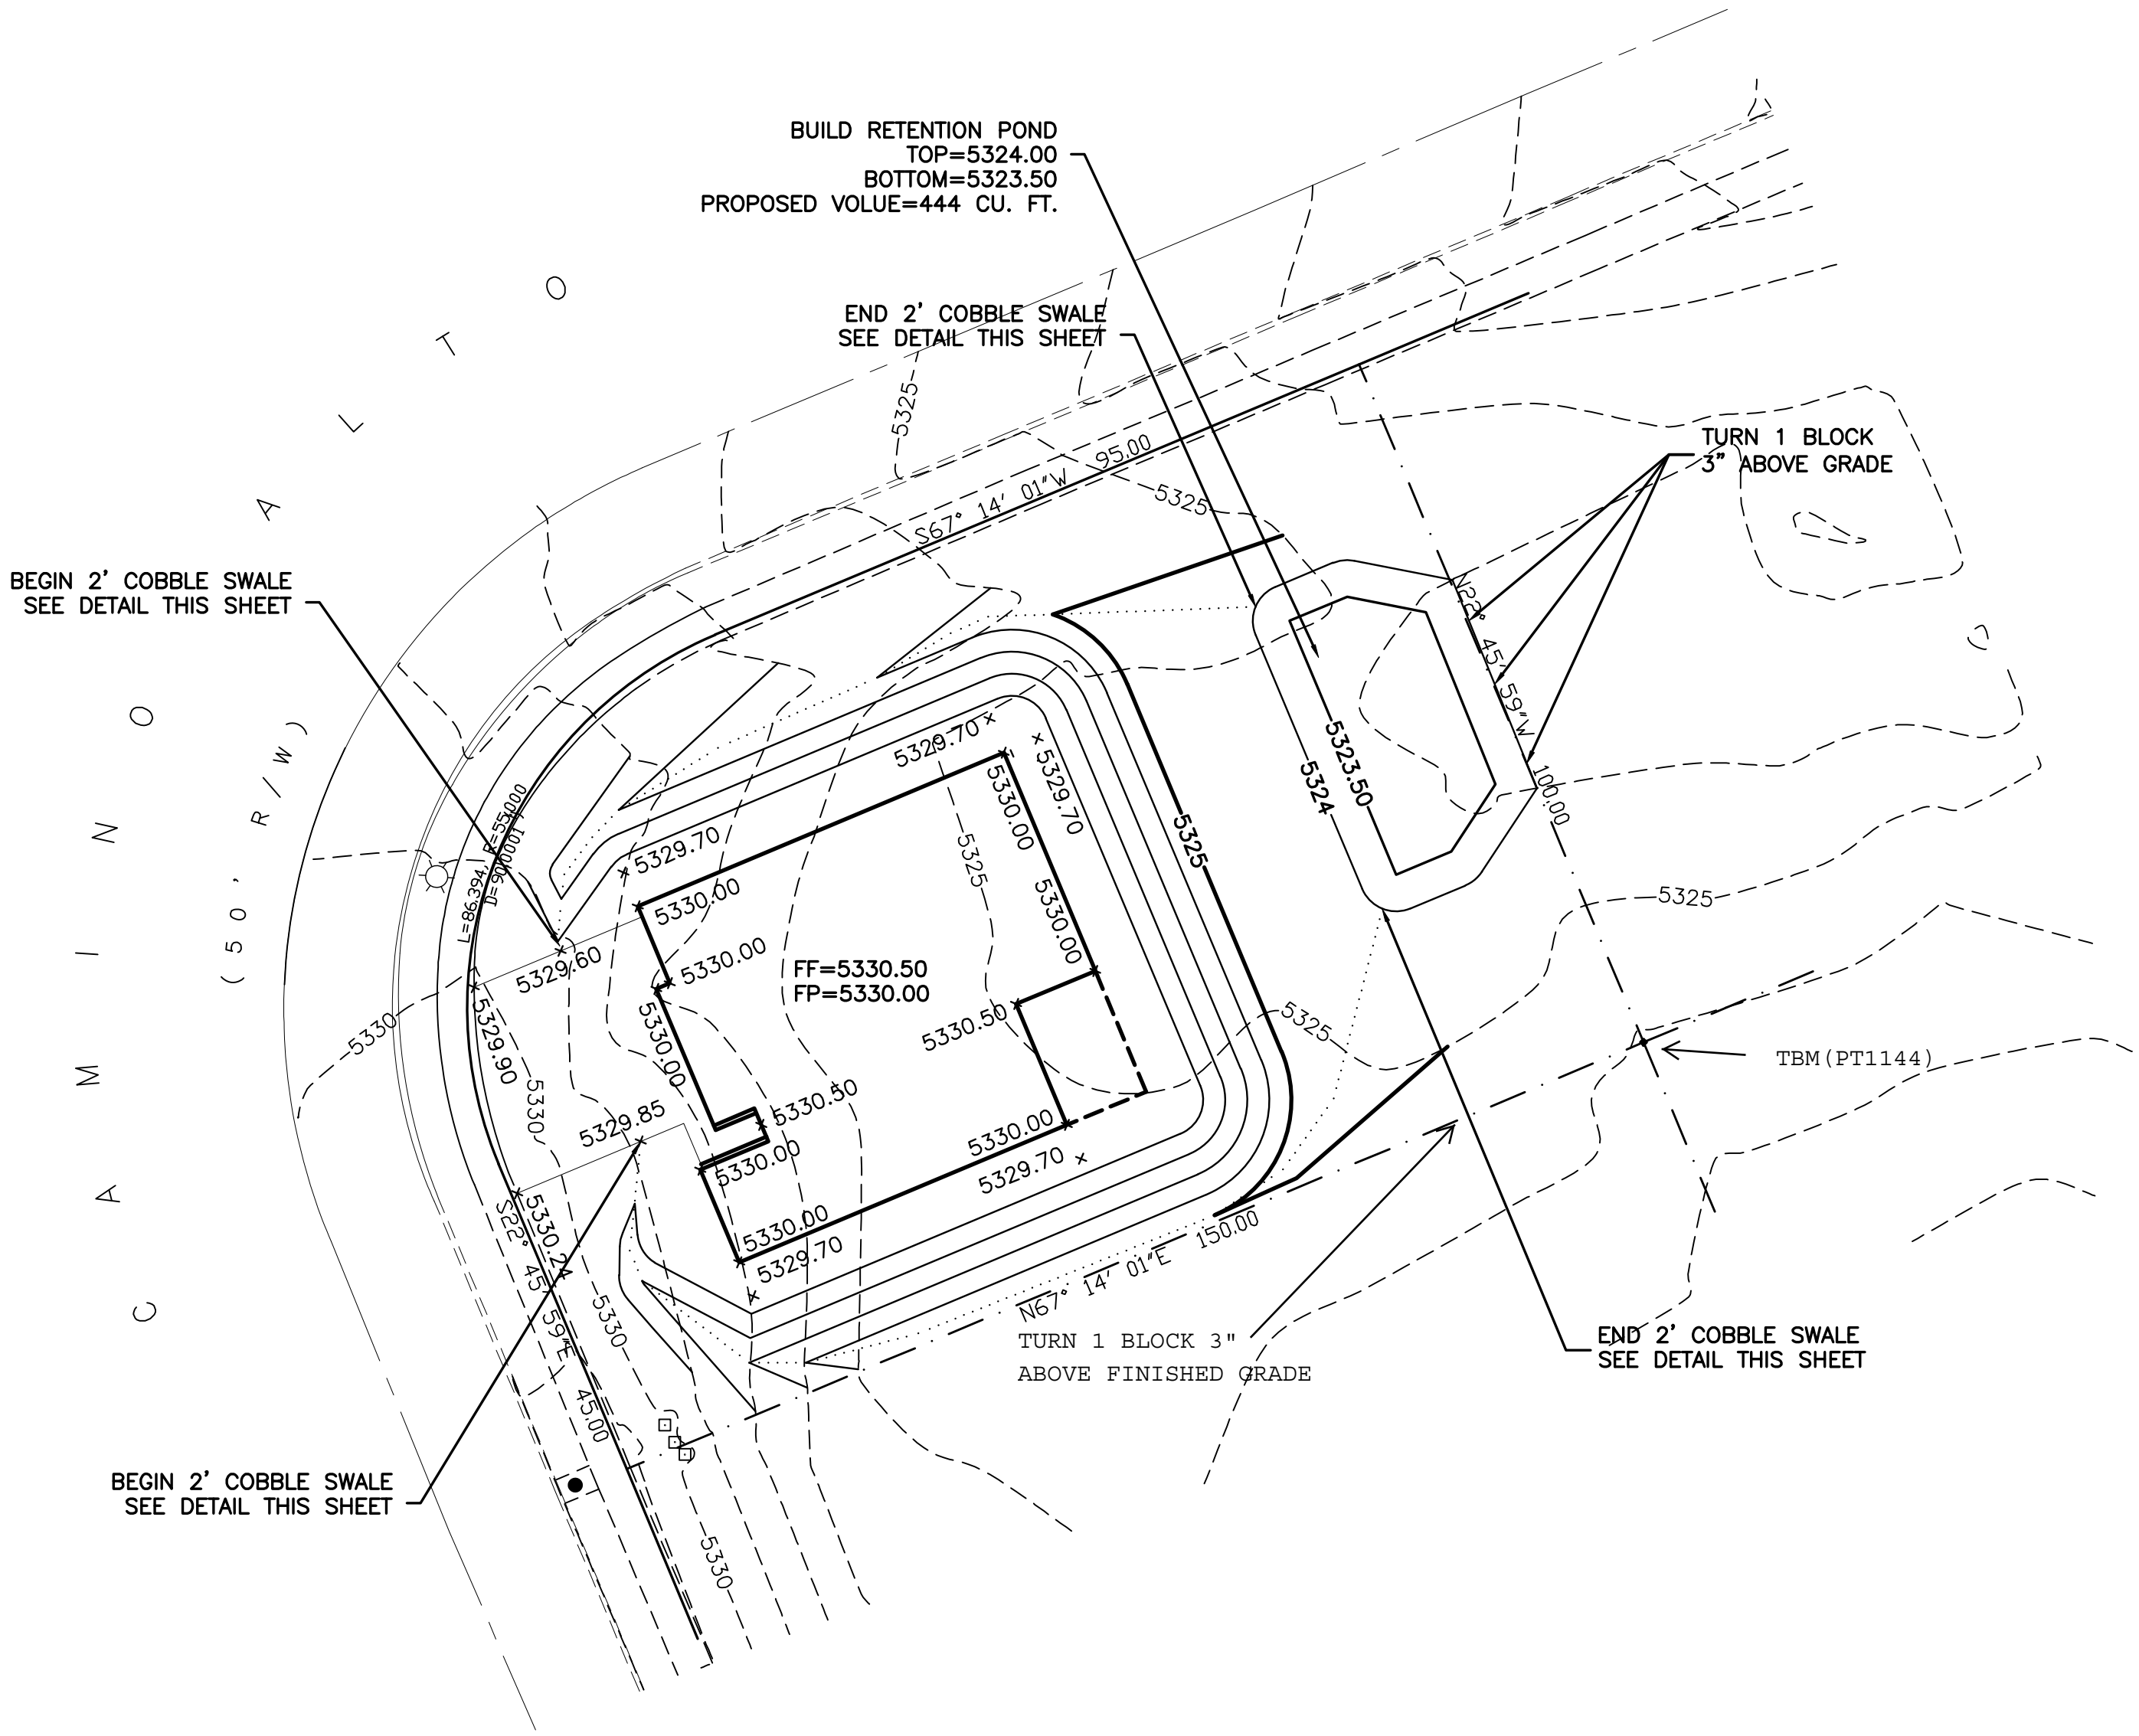 BUILD RETENTION POND
TOP=5324.00
BOTTOM=5323.50
PROPOSED VOLUE=444 CU. FT.
END 2' COBBLE SWALE
SEE DETAIL THIS SHEET
TURN 1 BLOCK
3" ABOVE GRADE
BEGIN 2' COBBLE SWALE
SEE DETAIL THIS SHEET
CAMINO ALTO
(50' R/W)
5325
S67° 14' 01"W 95.00
5325
N22° 45' 59"W 100.00
L=86.394, R=55.000
D=90.0001
5329.70
5329.70
5330.00
5329.70
5330.00
5330.00
5330.00
5329.60
5329.90
5330
5330
5330.00
FF=5330.50
FP=5330.00
5325
5325
5324
5323.50
5325
5325
5330.50
5330.50
5329.85
5330.00
5330.00
5329.70
5330.00
5329.70
5330.24
S22° 45' 59"E 45.00
5330
5330
N67° 14' 01"E 150.00
TBM(PT1144)
TURN 1 BLOCK 3"
ABOVE FINISHED GRADE
END 2' COBBLE SWALE
SEE DETAIL THIS SHEET
BEGIN 2' COBBLE SWALE
SEE DETAIL THIS SHEET